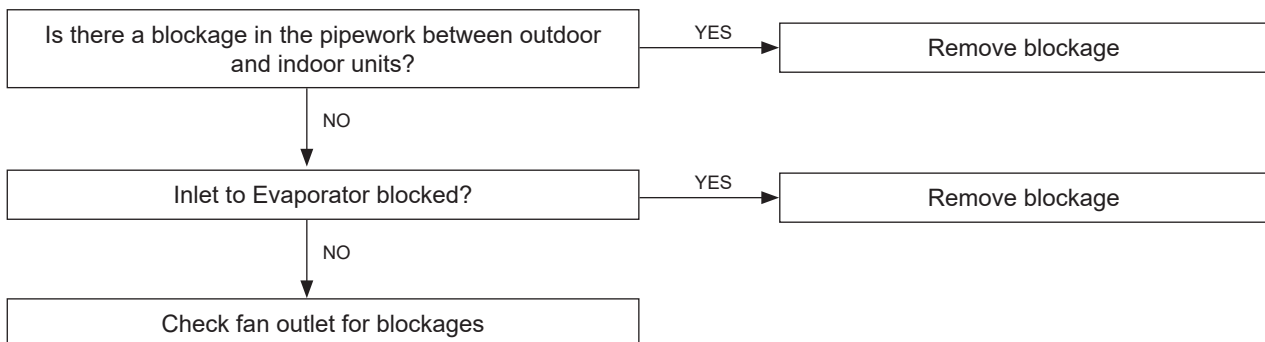 Is there a blockage in the pipework between outdoor
and indoor units?
YES
Remove blockage
NO
Inlet to Evaporator blocked?
YES
Remove blockage
NO
Check fan outlet for blockages